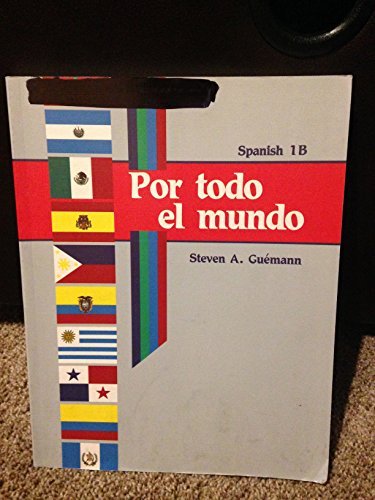 Spanish 1B
Por todo
el mundo
Steven A. Guémann